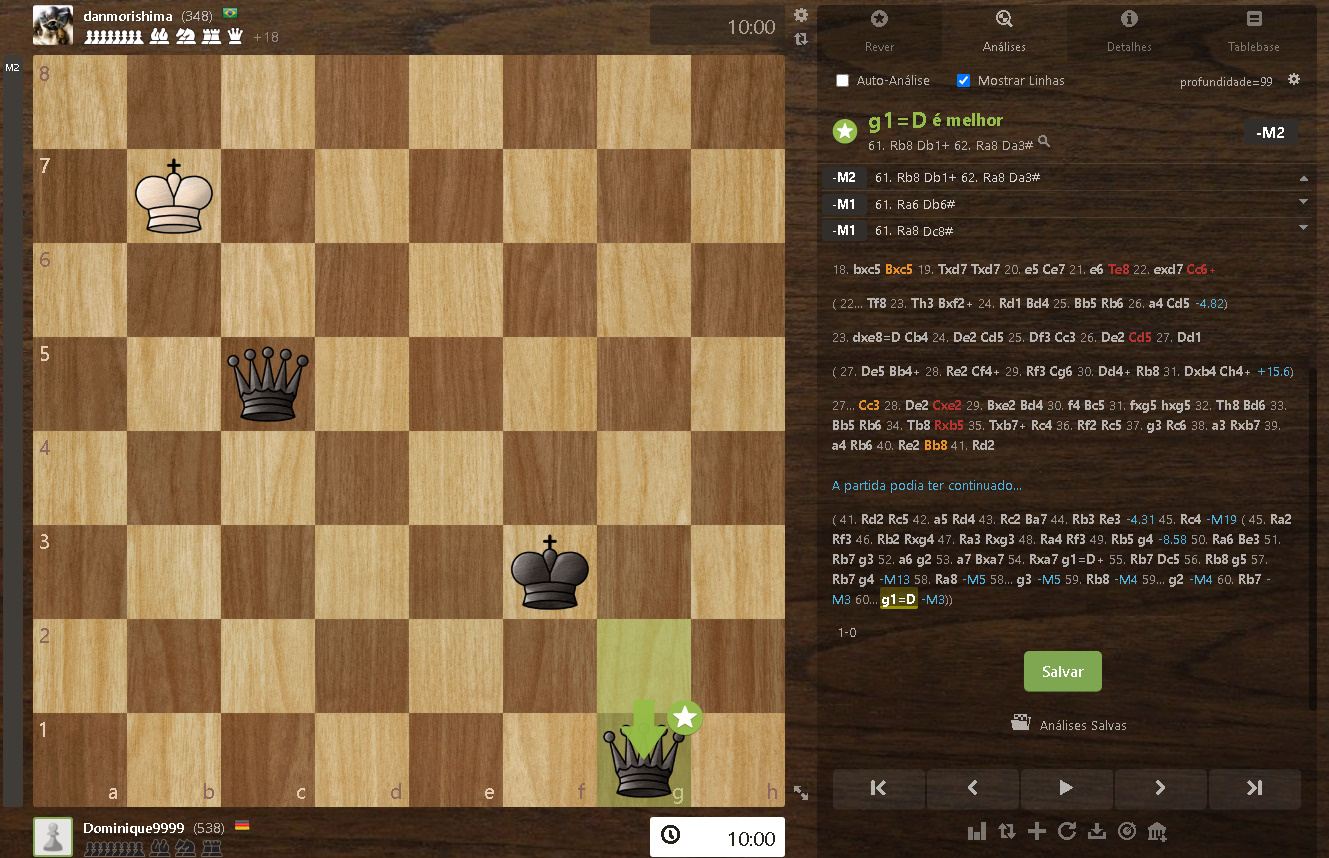 danmorishima (348)
+18
10:00
M2
8
7
6
5
4
3
2
1
a b c d e f g h
Dominique9999 (538)
10:00
Rever Análises Detalhes Tablebase
Auto-Análise Mostrar Linhas profundidade=99
g1=D é melhor
-M2
61. Rb8 Db1+ 62. Ra8 Da3#
-M2 61. Rb8 Db1+ 62. Ra8 Da3#
-M1 61. Ra6 Db6#
-M1 61. Ra8 Dc8#
18. bxc5 Bxc5 19. Txd7 Txd7 20. e5 Ce7 21. e6 Te8 22. exd7 Cc6+
( 22... Tf8 23. Th3 Bxf2+ 24. Rd1 Bd4 25. Bb5 Rb6 26. a4 Cd5 -4.82)
23. dxe8=D Cb4 24. De2 Cd5 25. Df3 Cc3 26. De2 Cd5 27. Dd1
( 27. De5 Bb4+ 28. Re2 Cf4+ 29. Rf3 Cg6 30. Dd4+ Rb8 31. Dxb4 Ch4+ +15.6)
27... Cc3 28. De2 Cxe2 29. Bxe2 Bd4 30. f4 Bc5 31. fxg5 hxg5 32. Th8 Bd6 33.
Bb5 Rb6 34. Tb8 Rxb5 35. Txb7+ Rc4 36. Rf2 Rc5 37. g3 Rc6 38. a3 Rxb7 39.
a4 Rb6 40. Re2 Bb8 41. Rd2
A partida podia ter continuado...
( 41. Rd2 Rc5 42. a5 Rd4 43. Rc2 Ba7 44. Rb3 Re3 -4.31 45. Rc4 -M19 ( 45. Ra2
Rf3 46. Rb2 Rxg4 47. Ra3 Rxg3 48. Ra4 Rf3 49. Rb5 g4 -8.58 50. Ra6 Be3 51.
Rb7 g3 52. a6 g2 53. a7 Bxa7 54. Rxa7 g1=D+ 55. Rb7 Dc5 56. Rb8 g5 57.
Rb7 g4 -M13 58. Ra8 -M5 58... g3 -M5 59. Rb8 -M4 59... g2 -M4 60. Rb7 -
M3 60... g1=D -M3))
1-0
Salvar
Análises Salvas